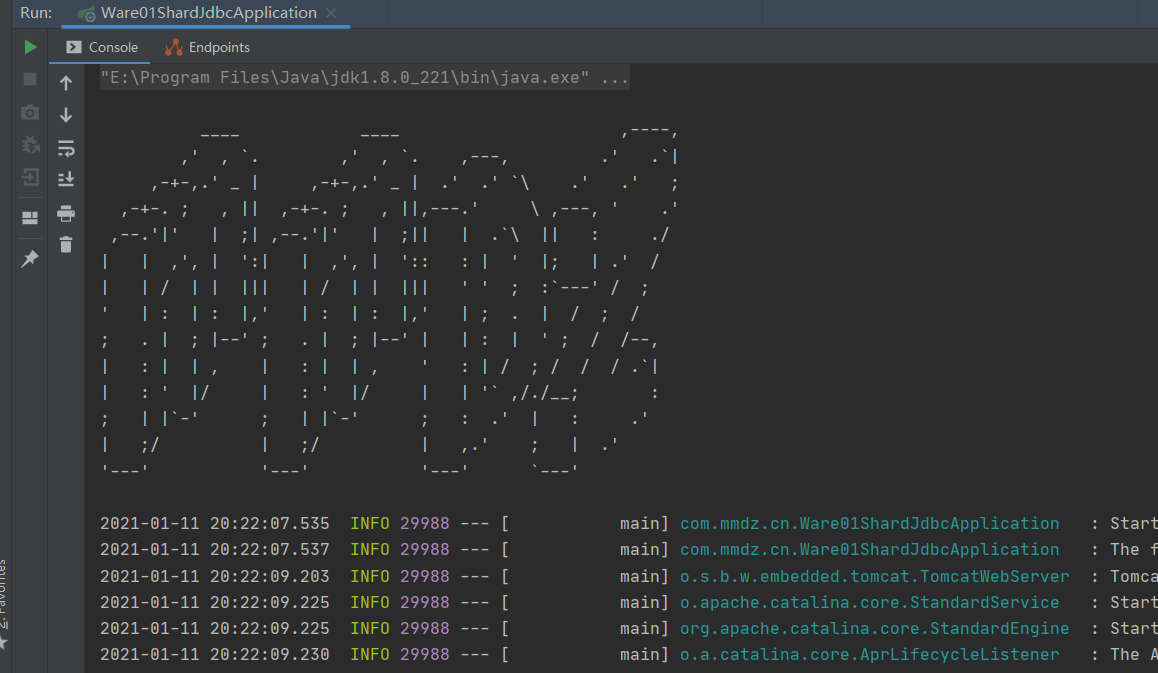 Run: Ware01ShardJdbcApplication
Console Endpoints
"E:\Program Files\Java\jdk1.8.0_221\bin\java.exe" ...
MMDZ
2021-01-11 20:22:07.535 INFO 29988 --- [ main] com.mmdz.cn.Ware01ShardJdbcApplication : Start
2021-01-11 20:22:07.537 INFO 29988 --- [ main] com.mmdz.cn.Ware01ShardJdbcApplication : The f
2021-01-11 20:22:09.203 INFO 29988 --- [ main] o.s.b.w.embedded.tomcat.TomcatWebServer : Tomca
2021-01-11 20:22:09.225 INFO 29988 --- [ main] o.apache.catalina.core.StandardService : Start
2021-01-11 20:22:09.225 INFO 29988 --- [ main] org.apache.catalina.core.StandardEngine : Start
2021-01-11 20:22:09.230 INFO 29988 --- [ main] o.a.catalina.core.AprLifecycleListener : The A
2: Favorites